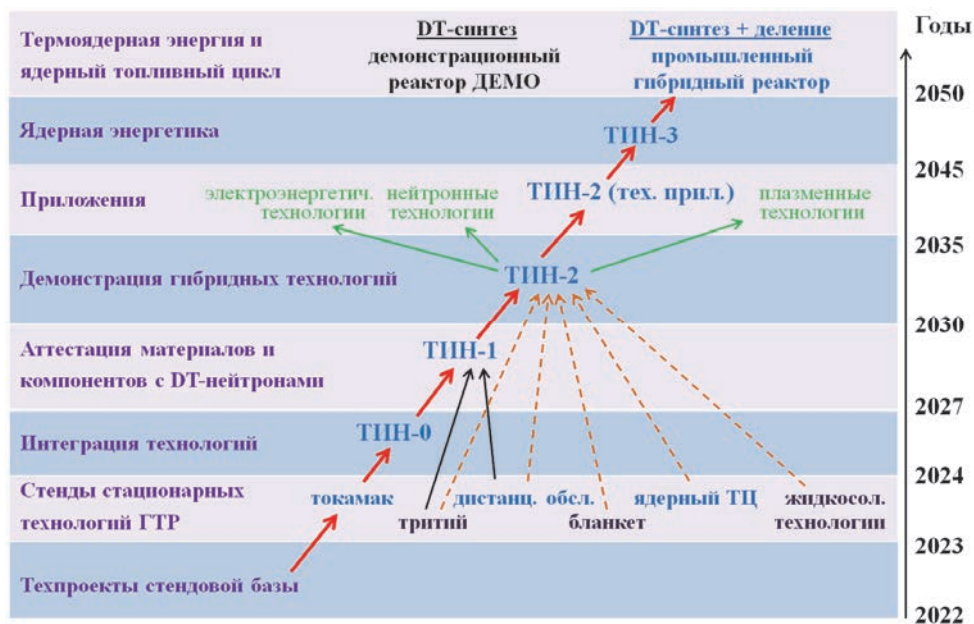 Годы
Термоядерная энергия и
ядерный топливный цикл
DT-синтез
демонстрационный
реактор ДЕМО
DT-синтез + деление
промышленный
гибридный реактор
2050
Ядерная энергетика
ТИН-3
2045
Приложения
электроэнергетич.
технологии
нейтронные
технологии
ТИН-2 (тех. прил.)
плазменные
технологии
2035
Демонстрация гибридных технологий
ТИН-2
2030
Аттестация материалов и
компонентов с DT-нейтронами
ТИН-1
2027
Интеграция технологий
ТИН-0
2024
Стенды стационарных
технологий ГТР
токамак
тритий
дистанц. обсл.
бланкет
ядерный ТЦ
жидкосол.
технологии
2023
Техпроекты стендовой базы
2022